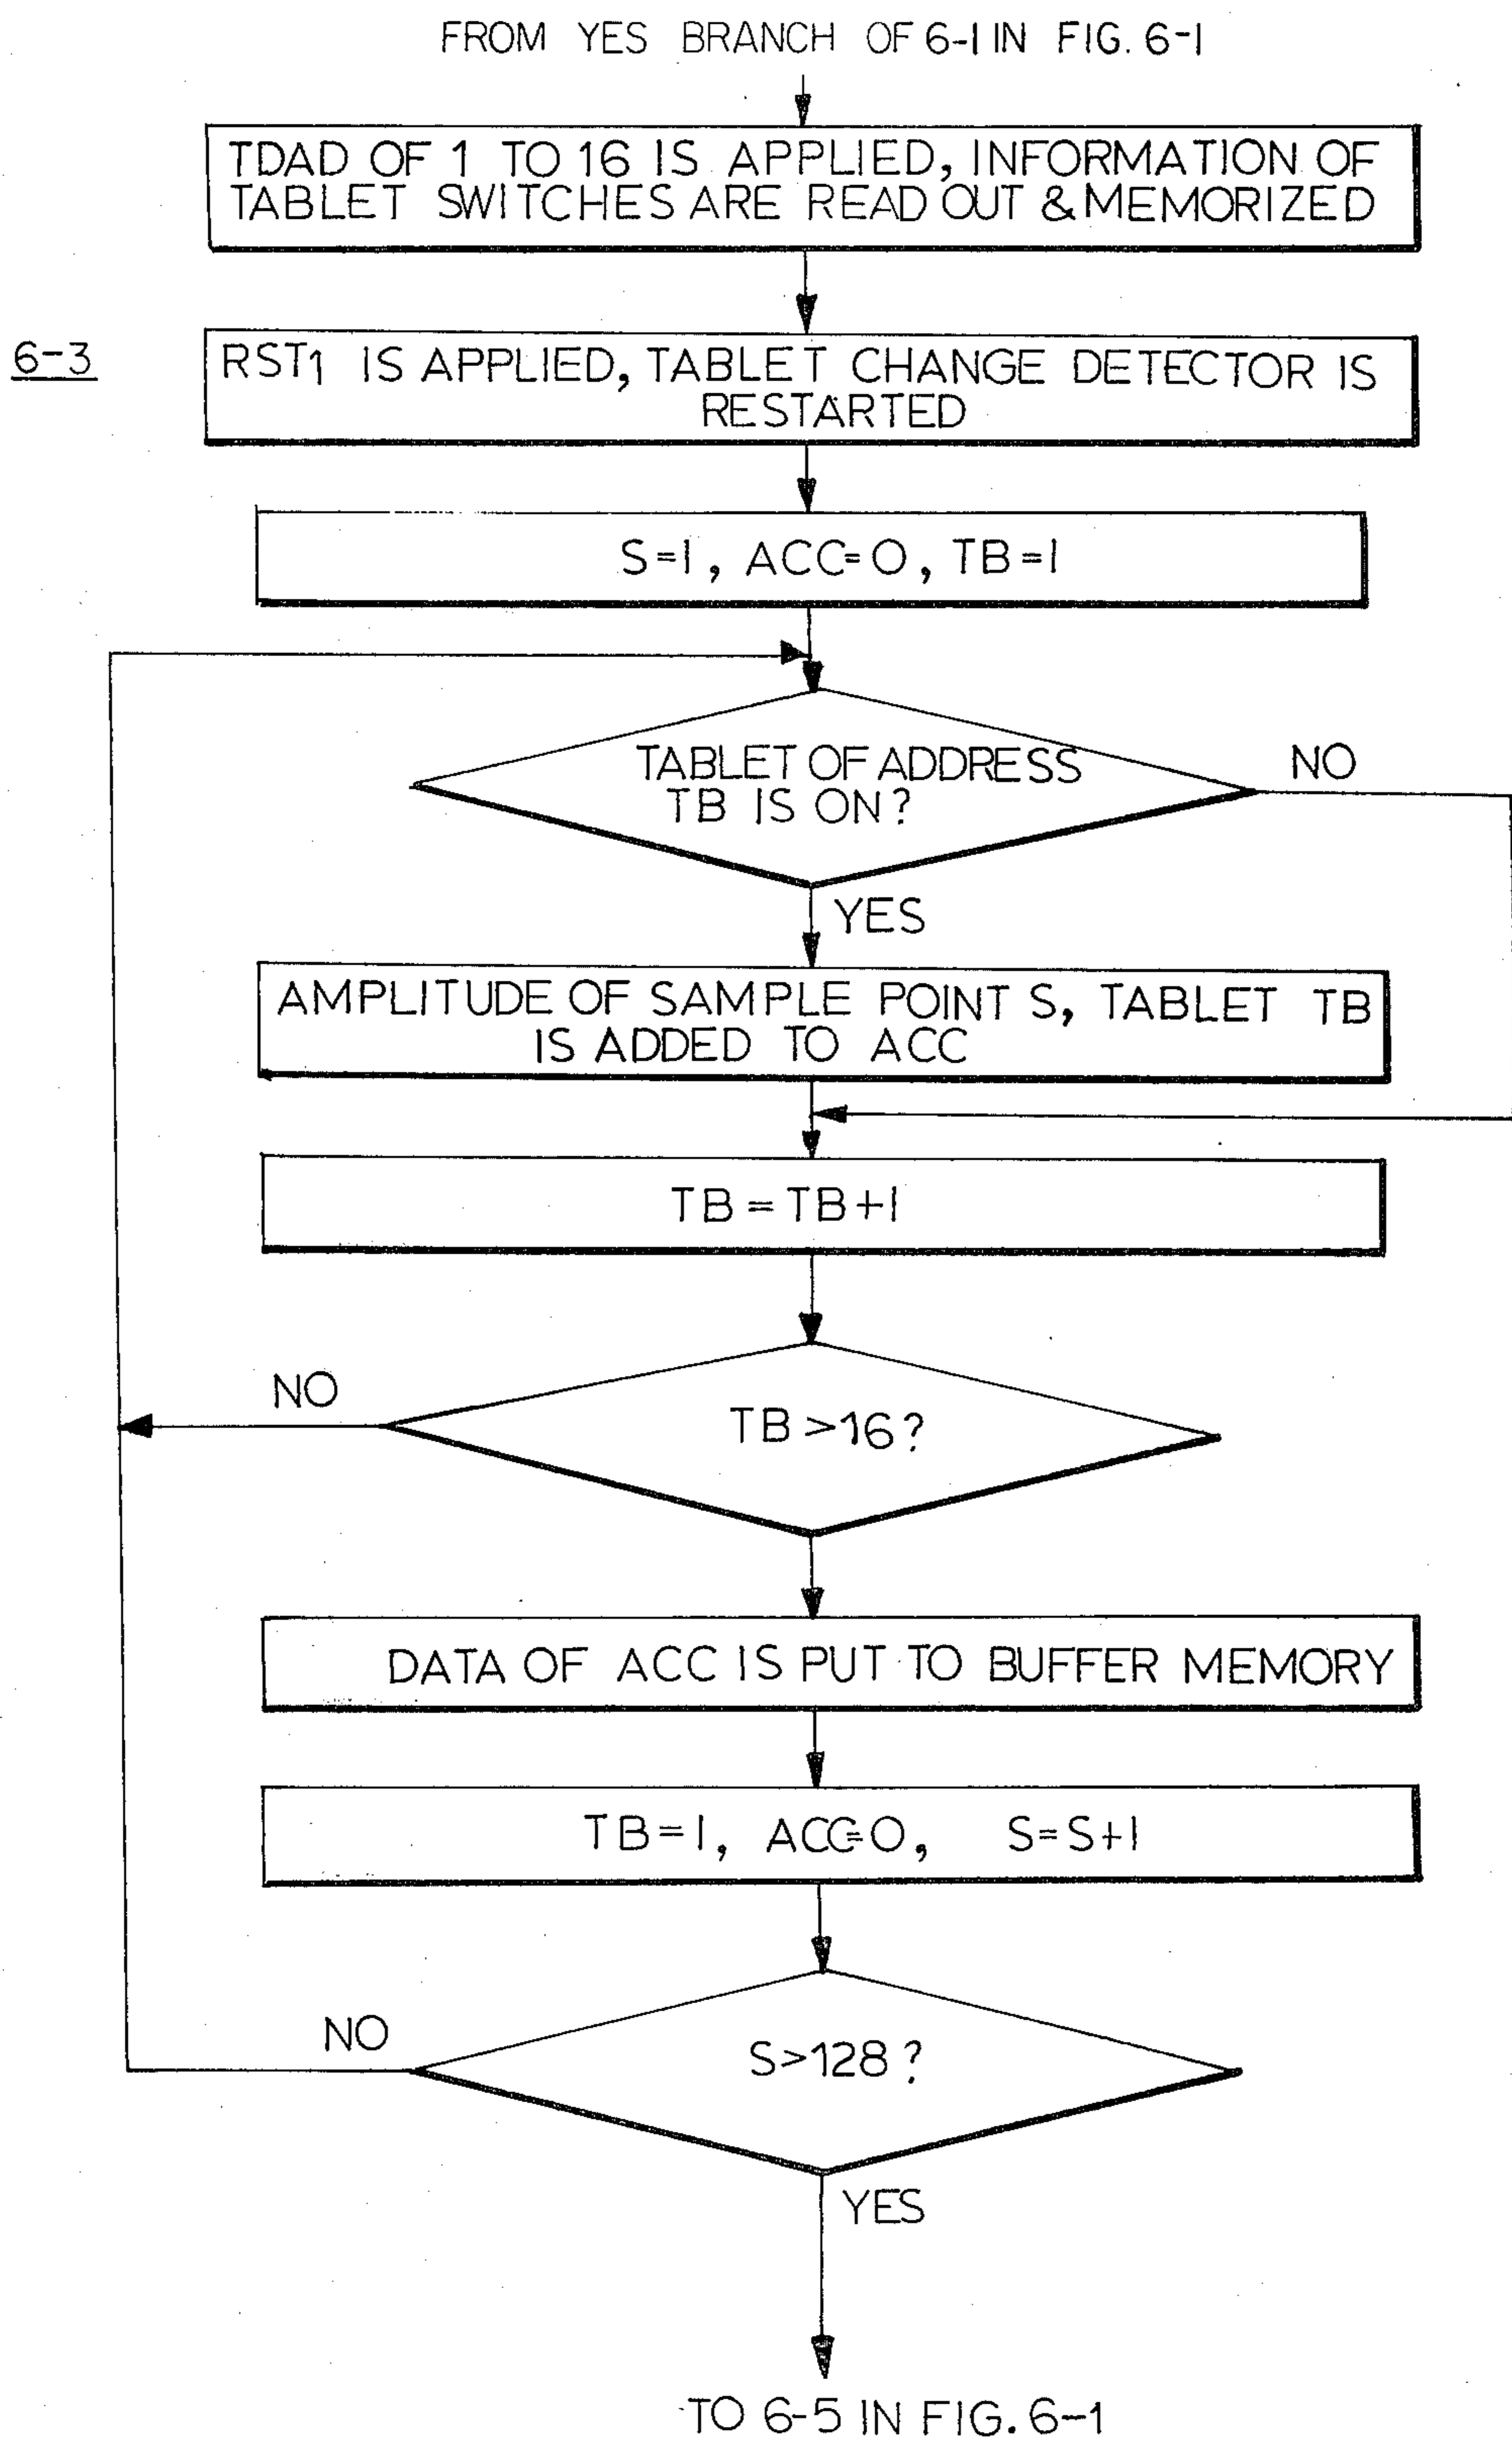 FROM YES BRANCH OF 6-1 IN FIG. 6-1
TDAD OF 1 TO 16 IS APPLIED, INFORMATION OF
TABLET SWITCHES ARE READ OUT & MEMORIZED
6-3
RST1 IS APPLIED, TABLET CHANGE DETECTOR IS
RESTARTED
S=1, ACC=0, TB=1
TABLET OF ADDRESS
TB IS ON?
NO
YES
AMPLITUDE OF SAMPLE POINT S, TABLET TB
IS ADDED TO ACC
TB=TB+1
NO
TB>16?
DATA OF ACC IS PUT TO BUFFER MEMORY
TB=1, ACC=0, S=S+1
NO
S>128?
YES
TO 6-5 IN FIG. 6-1